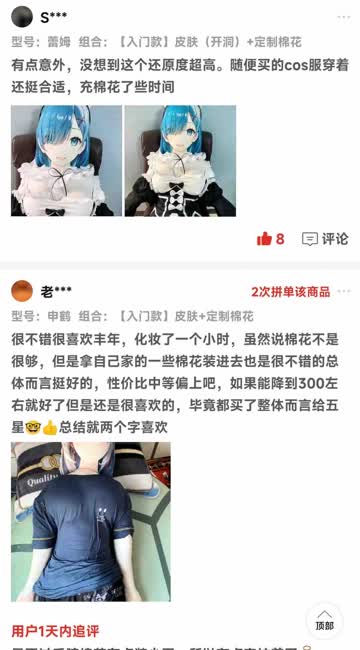 S***
型号：蕾姆  组合：【入门款】皮肤（开洞）+定制棉花
有点意外，没想到这个还原度超高。随便买的cos服穿着
还挺合适，充棉花了些时间
8 评论
老*** 2次拼单该商品
型号：申鹤  组合：【入门款】皮肤+定制棉花
很不错很喜欢丰年，化妆了一个小时，虽然说棉花不是
很够，但是拿自己家的一些棉花装进去也是很不错的总
体而言挺好的，性价比中等偏上吧，如果能降到300左
右就好了但是还是很喜欢的，毕竟都买了整体而言给五
星🤓👍总结就两个字喜欢
Quality
顶部
用户1天内追评